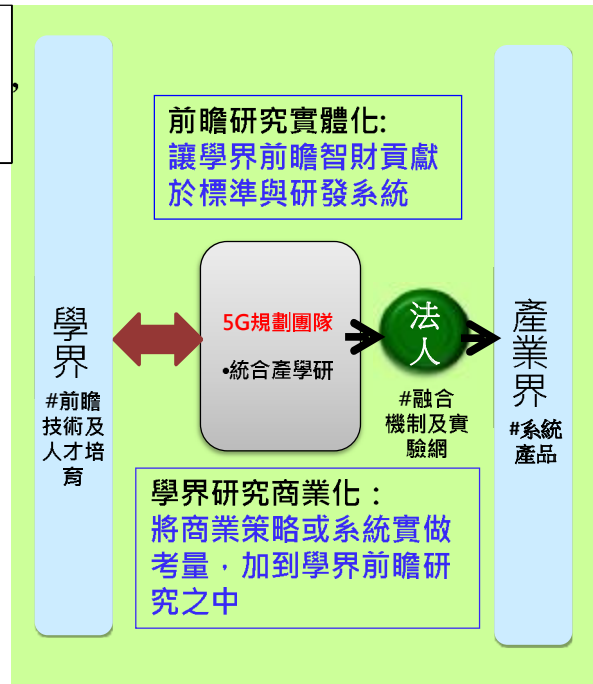 ,
前瞻研究實體化:
讓學界前瞻智財貢獻
於標準與研發系統
學
界
#前瞻
技術及
人才培
育
5G規劃團隊
•統合產學研
法
人
#融合
機制及實
驗網
產
業
界
#系統
產品
學界研究商業化：
將商業策略或系統實做
考量，加到學界前瞻研
究之中